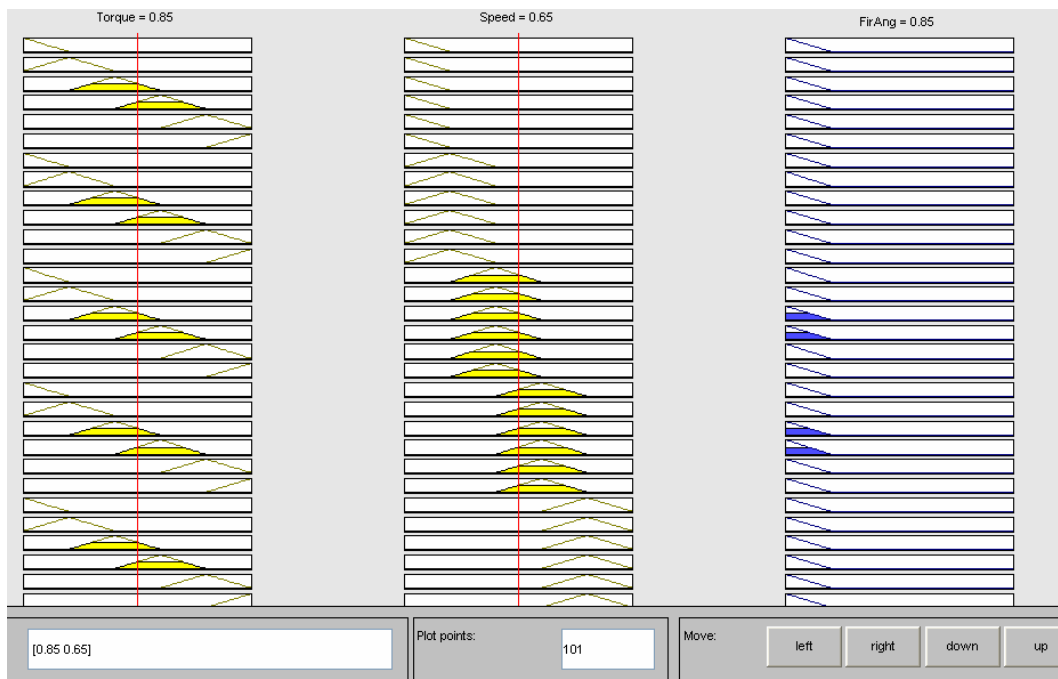 Torque = 0.85
Speed = 0.65
FirAng = 0.85
[0.85 0.65]
Plot points:
101
Move:
left
right
down
up